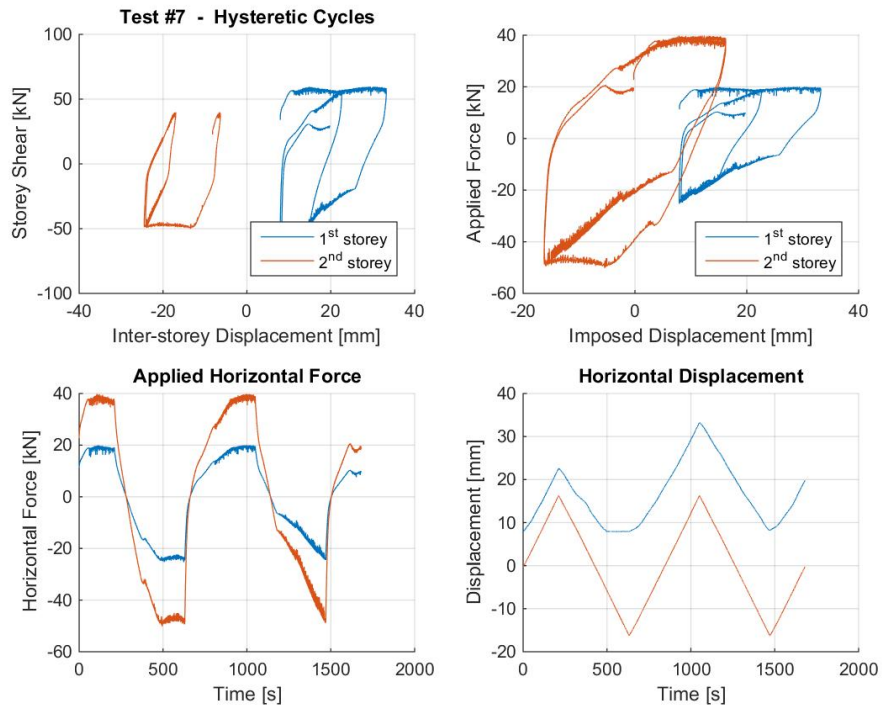 Test #7 - Hysteretic Cycles
Storey Shear [kN]
100
50
0
-50
-100
-40
-20
0
20
40
Inter-storey Displacement [mm]
1st storey
2nd storey
Applied Force [kN]
40
20
0
-20
-40
-60
-20
0
20
40
Imposed Displacement [mm]
1st storey
2nd storey
Applied Horizontal Force
Horizontal Force [kN]
40
20
0
-20
-40
-60
0
500
1000
1500
2000
Time [s]
Horizontal Displacement
Displacement [mm]
40
30
20
10
0
-10
-20
0
500
1000
1500
2000
Time [s]